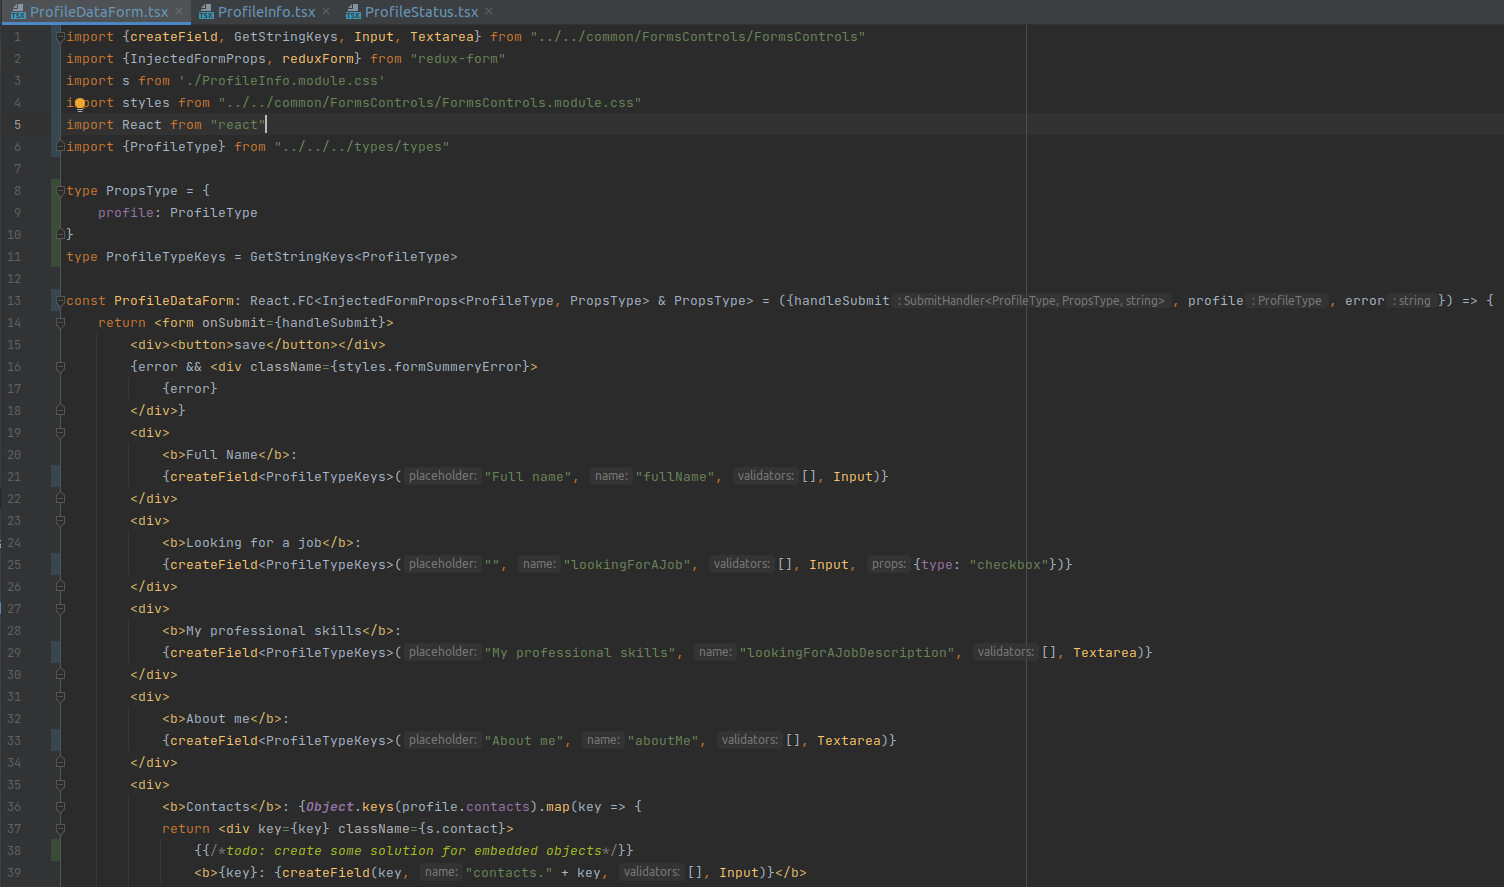 ProfileDataForm.tsx × ProfileInfo.tsx × ProfileStatus.tsx ×
1 import {createField, GetStringKeys, Input, Textarea} from "../../common/FormsControls/FormsControls"
2 import {InjectedFormProps, reduxForm} from "redux-form"
3 import s from './ProfileInfo.module.css'
4 import styles from "../../common/FormsControls/FormsControls.module.css"
5 import React from "react"
6 import {ProfileType} from "../../../types/types"
7
8 type PropsType = {
9 profile: ProfileType
10 }
11 type ProfileTypeKeys = GetStringKeys<ProfileType>
12
13 const ProfileDataForm: React.FC<InjectedFormProps<ProfileType, PropsType> & PropsType> = ({handleSubmit : SubmitHandler<ProfileType, PropsType, string> , profile : ProfileType , error : string }) => {
14 return <form onSubmit={handleSubmit}>
15 <div><button>save</button></div>
16 {error && <div className={styles.formSummeryError}>
17 {error}
18 </div>}
19 <div>
20 <b>Full Name</b>:
21 {createField<ProfileTypeKeys>( placeholder: "Full name", name: "fullName", validators: [], Input)}
22 </div>
23 <div>
24 <b>Looking for a job</b>:
25 {createField<ProfileTypeKeys>( placeholder: "", name: "lookingForAJob", validators: [], Input, props: {type: "checkbox"})}
26 </div>
27 <div>
28 <b>My professional skills</b>:
29 {createField<ProfileTypeKeys>( placeholder: "My professional skills", name: "lookingForAJobDescription", validators: [], Textarea)}
30 </div>
31 <div>
32 <b>About me</b>:
33 {createField<ProfileTypeKeys>( placeholder: "About me", name: "aboutMe", validators: [], Textarea)}
34 </div>
35 <div>
36 <b>Contacts</b>: {Object.keys(profile.contacts).map(key => {
37 return <div key={key} className={s.contact}>
38 {{/*todo: create some solution for embedded objects*/}}
39 <b>{key}: {createField(key, name: "contacts." + key, validators: [], Input)}</b>